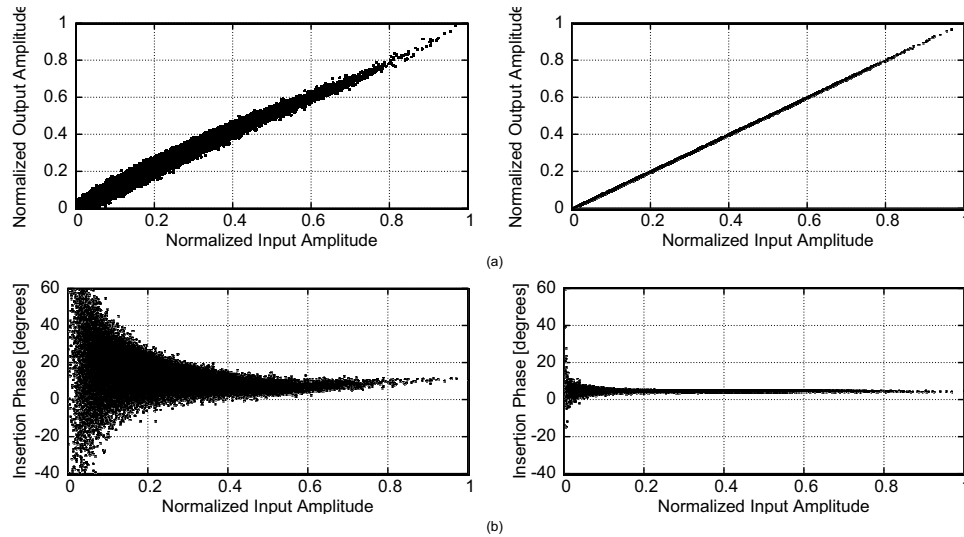 Normalized Output Amplitude
1
0.8
0.6
0.4
0.2
0
0 0.2 0.4 0.6 0.8 1
Normalized Input Amplitude
Normalized Output Amplitude
1
0.8
0.6
0.4
0.2
0
0 0.2 0.4 0.6 0.8 1
Normalized Input Amplitude
(a)
Insertion Phase [degrees]
60
40
20
0
-20
-40
0 0.2 0.4 0.6 0.8 1
Normalized Input Amplitude
Insertion Phase [degrees]
60
40
20
0
-20
-40
0 0.2 0.4 0.6 0.8 1
Normalized Input Amplitude
(b)